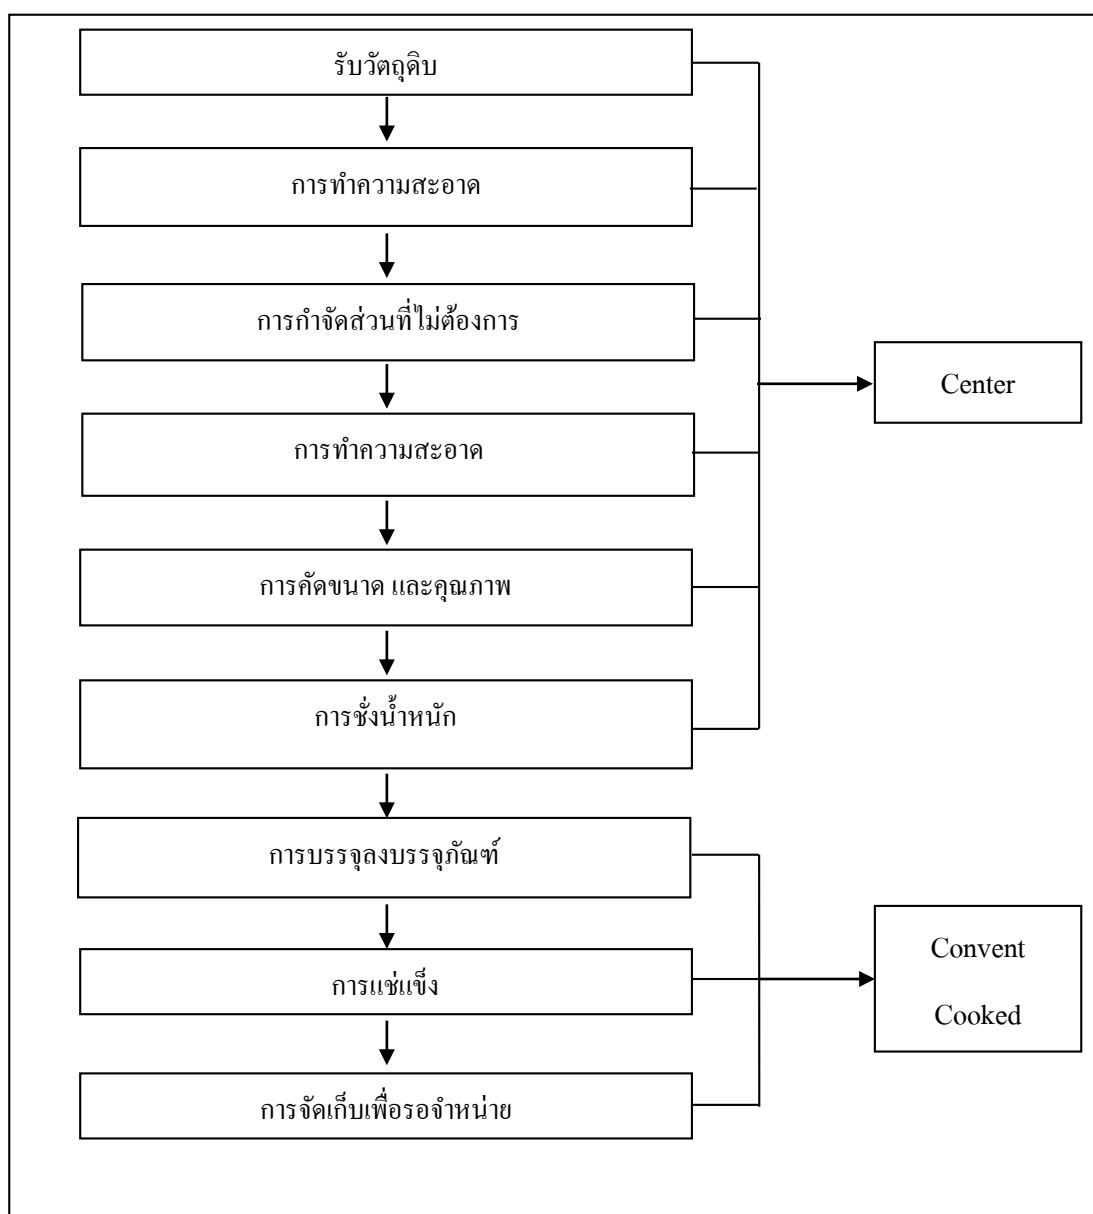 รับวัตถุดิบ
การทำความสะอาด
การกำจัดส่วนที่ไม่ต้องการ
Center
การทำความสะอาด
การคัดขนาด และคุณภาพ
การชั่งน้ำหนัก
การบรรจุลงบรรจุภัณฑ์
Convent
Cooked
การแช่แข็ง
การจัดเก็บเพื่อรอจำหน่าย